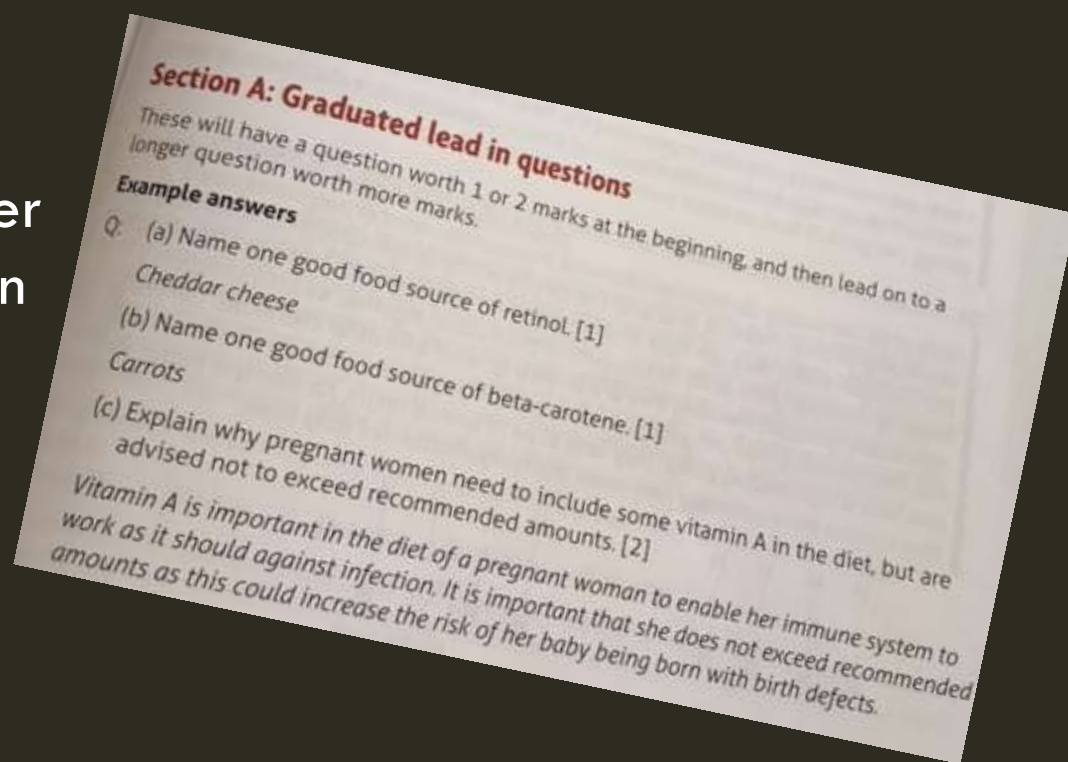 er
n
Section A: Graduated lead in questions
These will have a question worth 1 or 2 marks at the beginning, and then lead on to a
longer question worth more marks.
Example answers
Q: (a) Name one good food source of retinol. [1]
Cheddar cheese
(b) Name one good food source of beta-carotene. [1]
Carrots
(c) Explain why pregnant women need to include some vitamin A in the diet, but are
advised not to exceed recommended amounts. [2]
Vitamin A is important in the diet of a pregnant woman to enable her immune system to
work as it should against infection. It is important that she does not exceed recommended
amounts as this could increase the risk of her baby being born with birth defects.